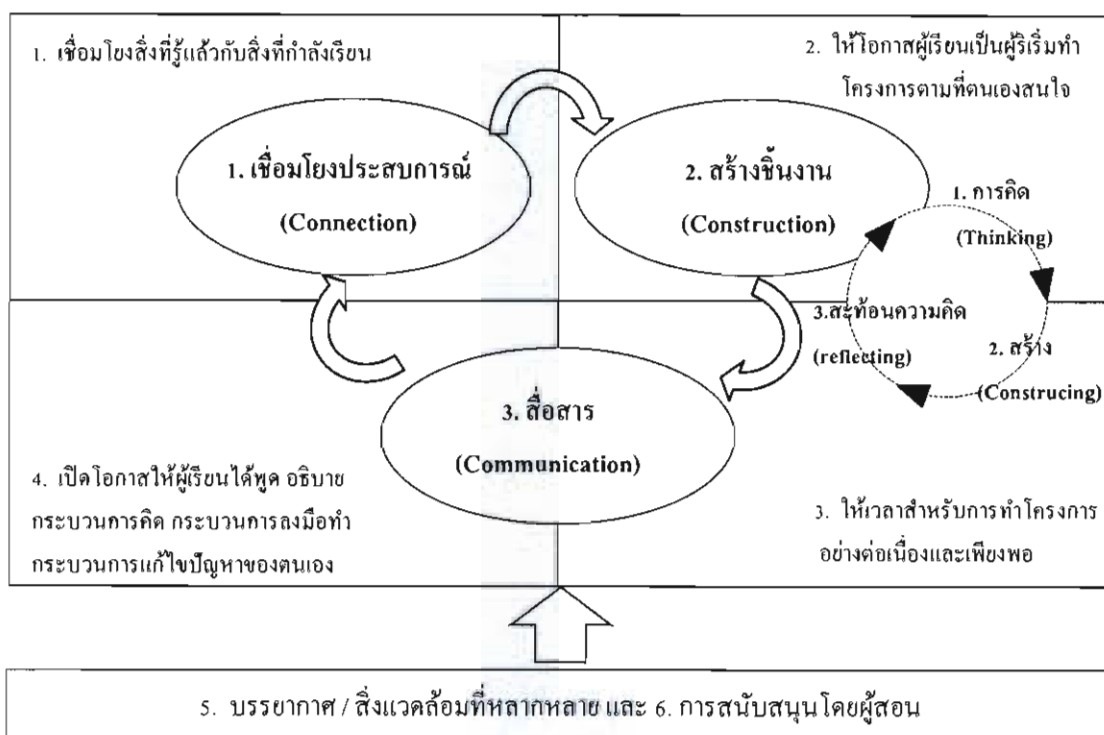 1. เชื่อมโยงสิ่งที่รู้แล้วกับสิ่งที่กำลังเรียน
2. ให้โอกาสผู้เรียนเป็นผู้ริเริ่มทำ
โครงการตามที่ตนเองสนใจ
1. เชื่อมโยงประสบการณ์
(Connection)
2. สร้างชิ้นงาน
(Construction)
1. การคิด
(Thinking)
2. สร้าง
(Construcing)
3.สะท้อนความคิด
(reflecting)
3. สื่อสาร
(Communication)
4. เปิดโอกาสให้ผู้เรียนได้พูด อธิบาย
กระบวนการคิด กระบวนการลงมือทำ
กระบวนการแก้ไขปัญหาของตนเอง
3. ให้เวลาสำหรับการทำโครงการ
อย่างต่อเนื่องและเพียงพอ
5. บรรยากาศ / สิ่งแวดล้อมที่หลากหลาย และ 6. การสนับสนุนโดยผู้สอน